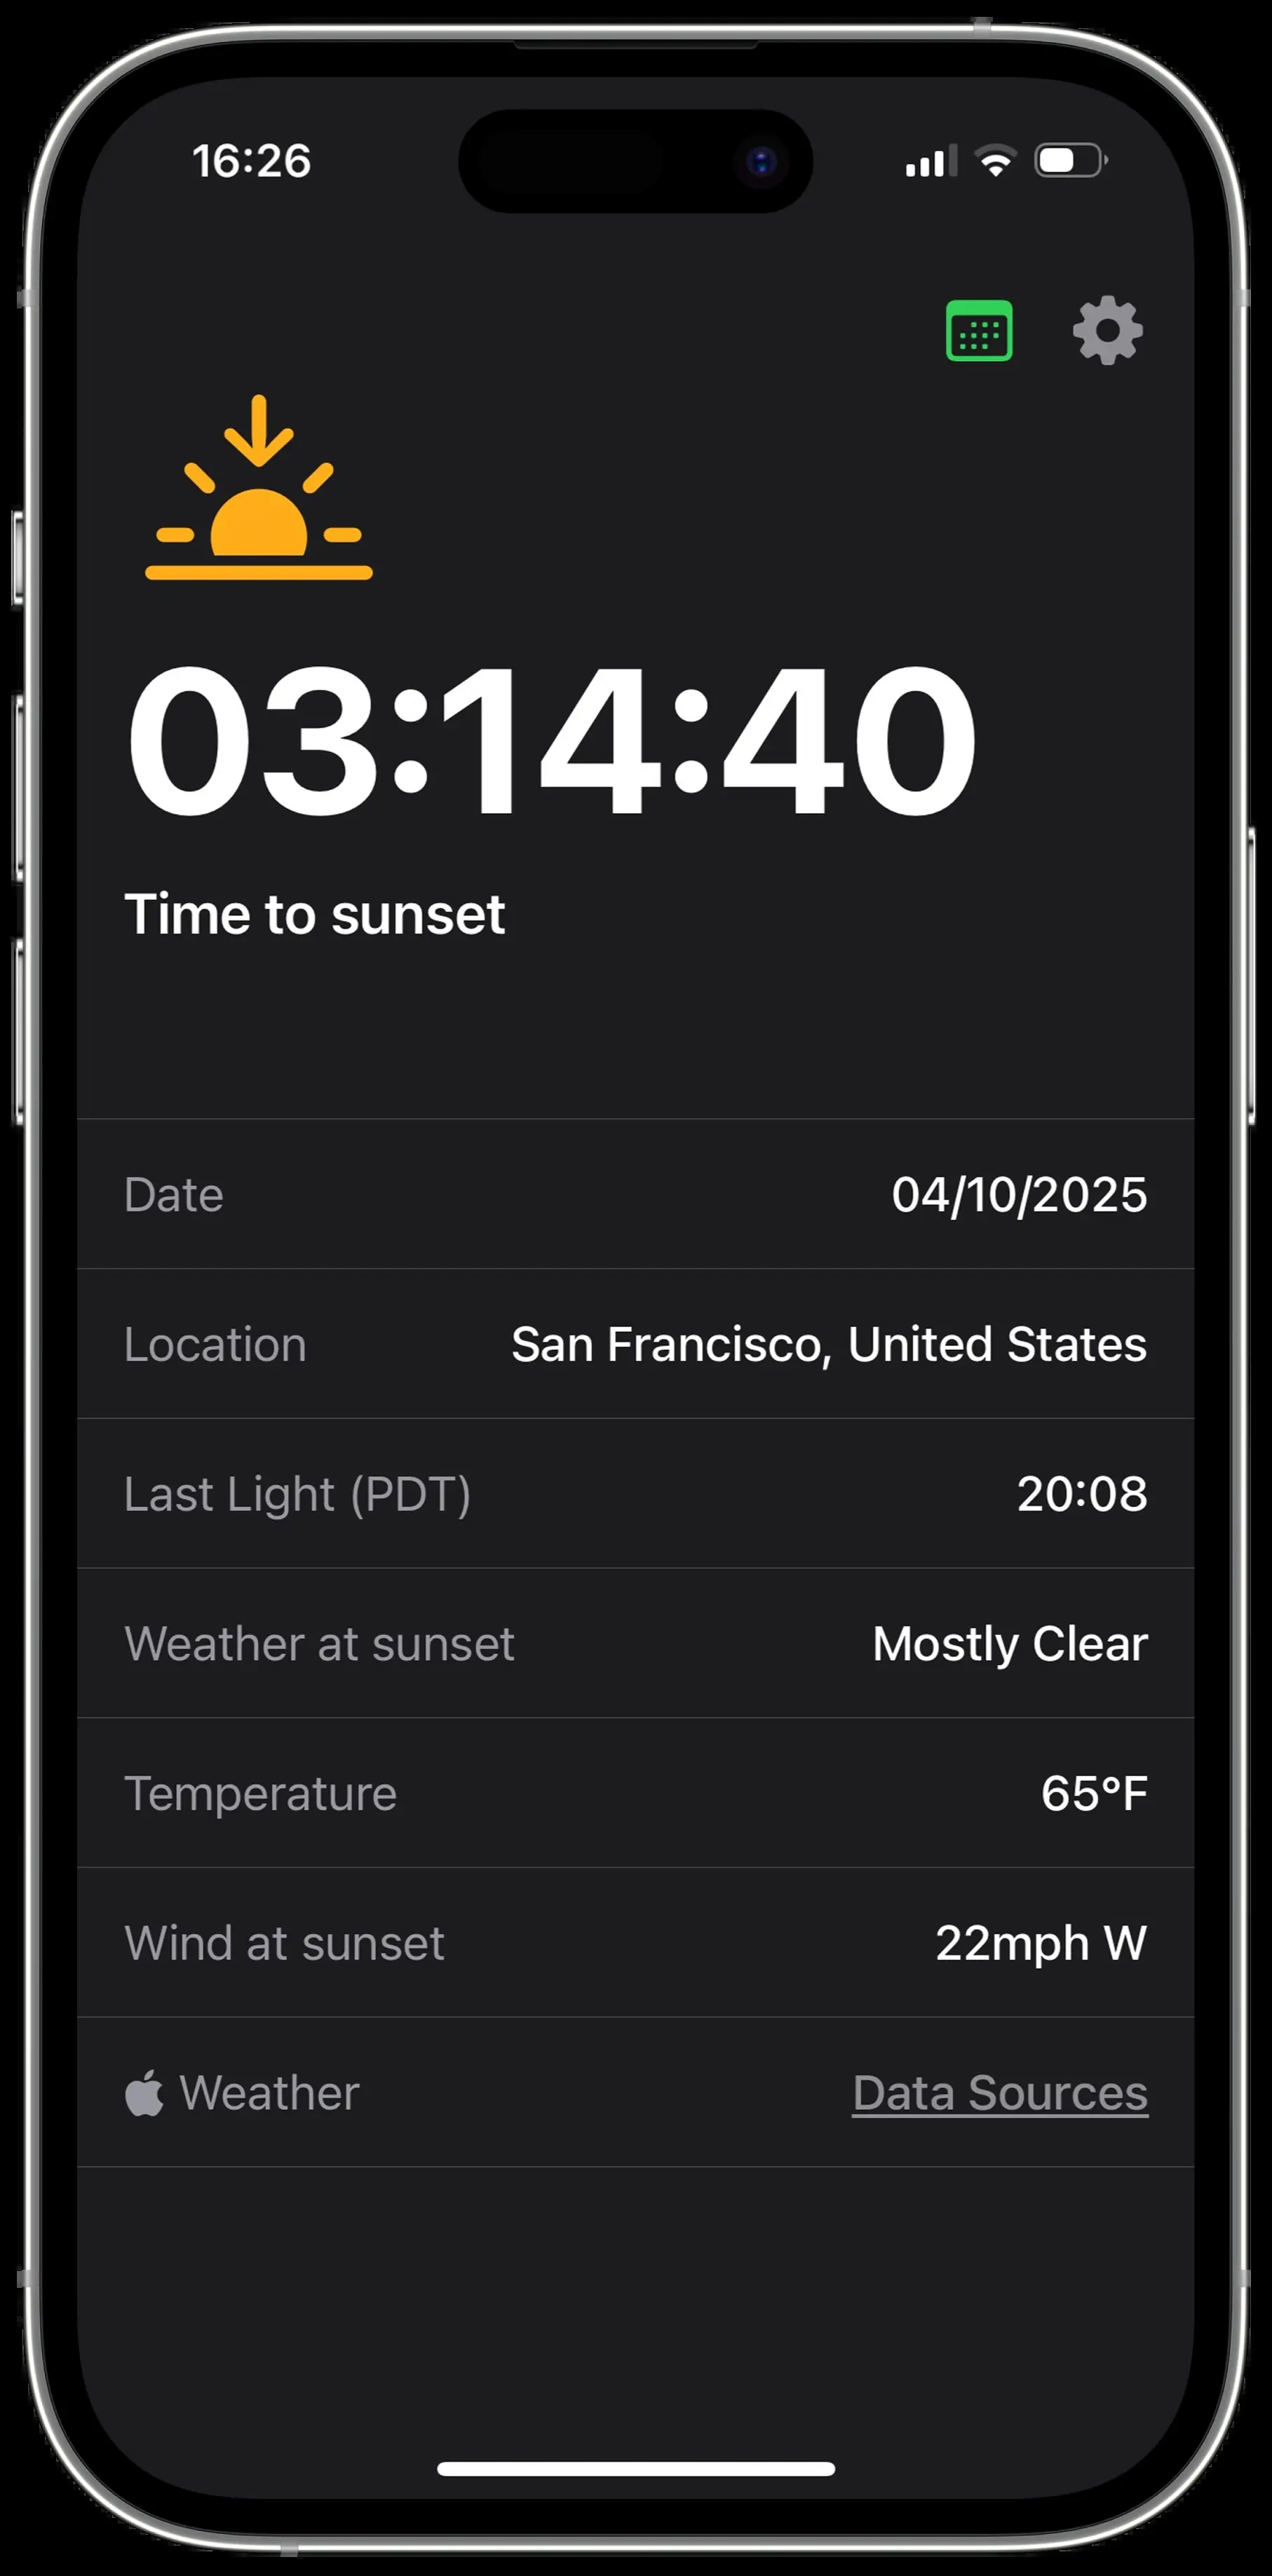 16:26
03:14:40
Time to sunset
Date 04/10/2025
Location San Francisco, United States
Last Light (PDT) 20:08
Weather at sunset Mostly Clear
Temperature 65°F
Wind at sunset 22mph W
Weather Data Sources